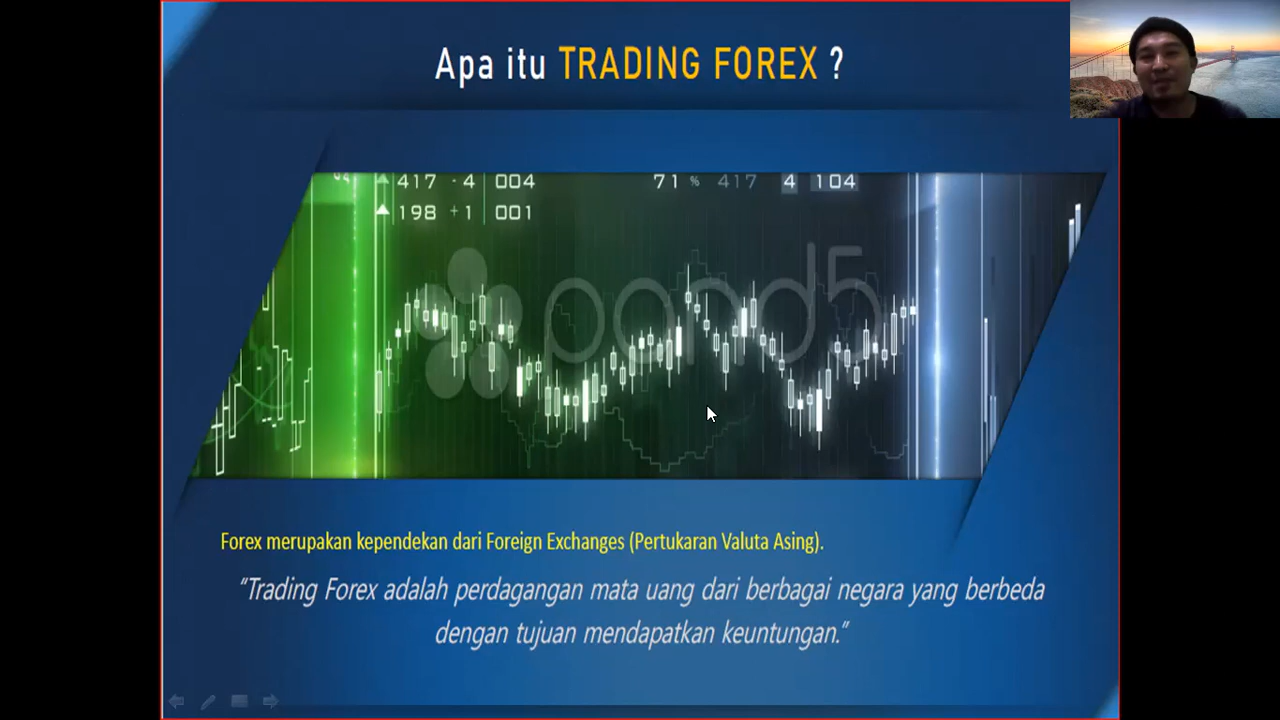 Apa itu TRADING FOREX ?
417 - 4 004 71 % 417 4 104
198 + 1 001
pond5
Forex merupakan kependekan dari Foreign Exchanges (Pertukaran Valuta Asing).
“Trading Forex adalah perdagangan mata uang dari berbagai negara yang berbeda
dengan tujuan mendapatkan keuntungan.”